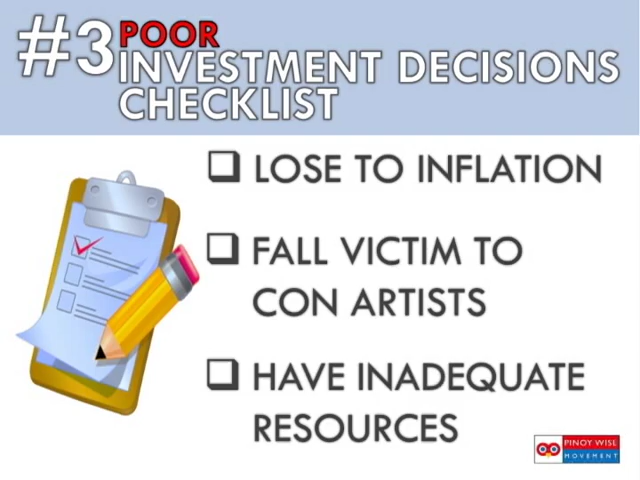 #3 POOR
INVESTMENT DECISIONS
CHECKLIST
LOSE TO INFLATION
FALL VICTIM TO
CON ARTISTS
HAVE INADEQUATE
RESOURCES
PINOY WISE
MOVEMENT